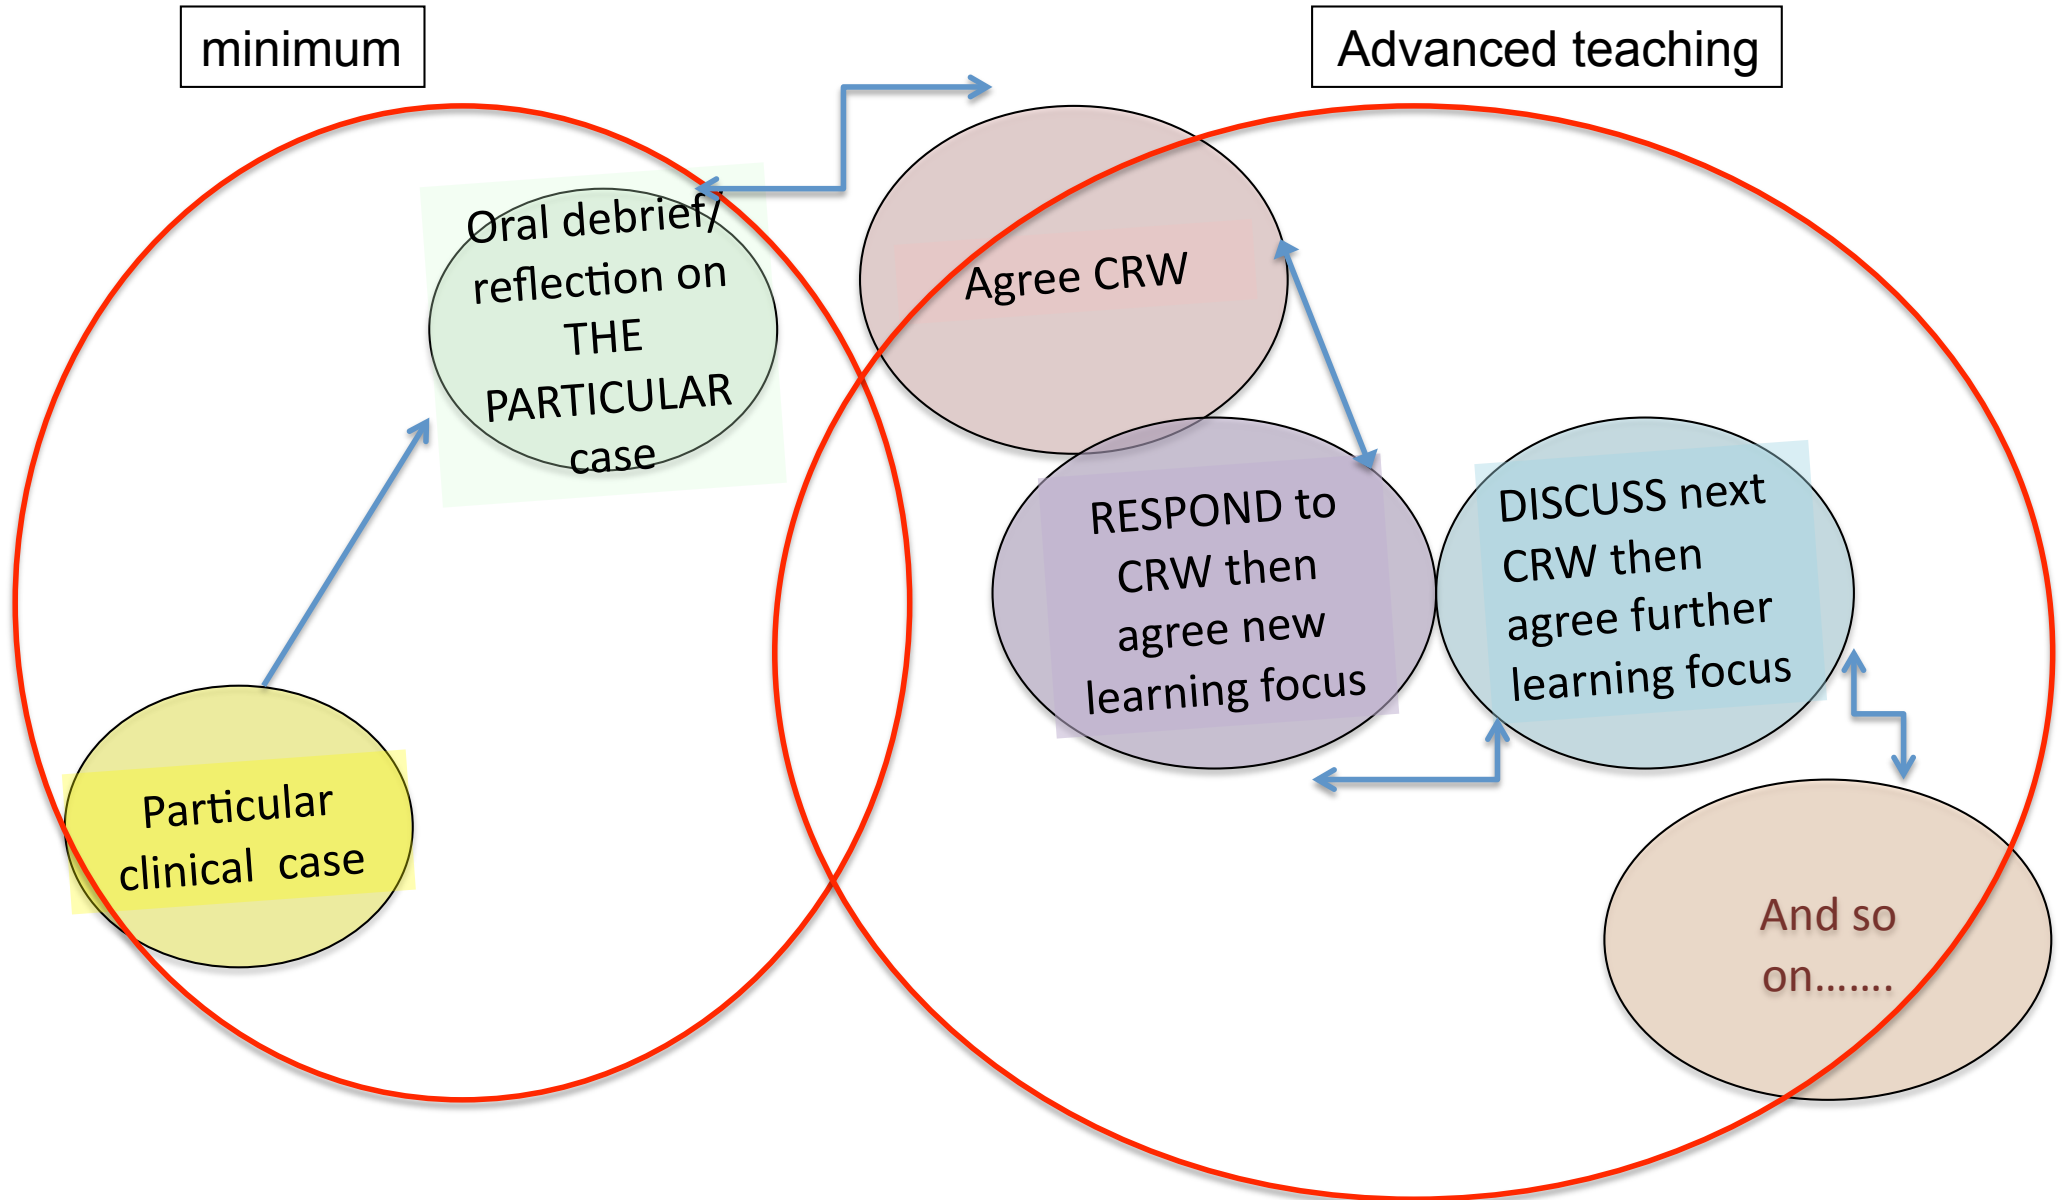 minimum
Advanced teaching
Oral debrief/
reflection on
THE
PARTICULAR
case
Agree CRW
RESPOND to
CRW then
agree new
learning focus
DISCUSS next
CRW then
agree further
learning focus
Particular
clinical  case
And so
on…….